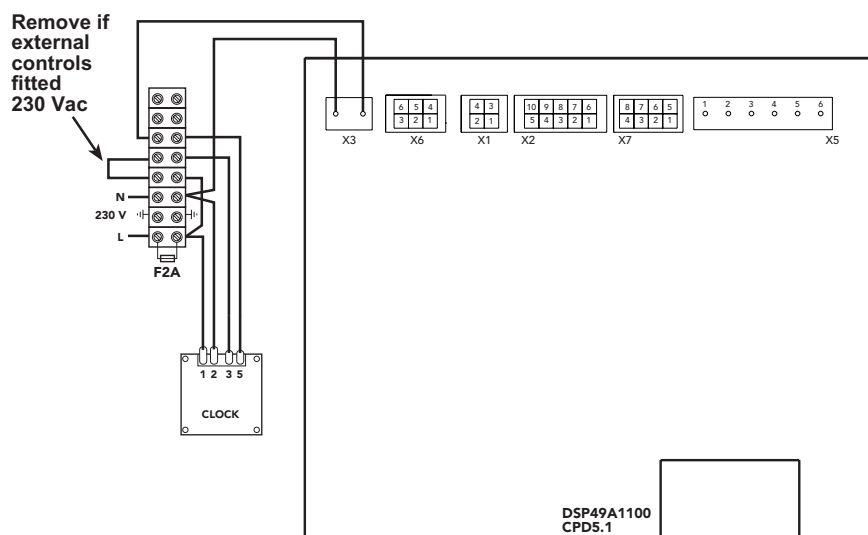 Remove if
external
controls
fitted
230 Vac
N
230 V
L
F2A
1 2 3 5
CLOCK
6 5 4
3 2 1
X3
X6
4 3
2 1
X1
10 9 8 7 6
5 4 3 2 1
X2
8 7 6 5
4 3 2 1
X7
1 2 3 4 5 6
X5
DSP49A1100
CPD5.1